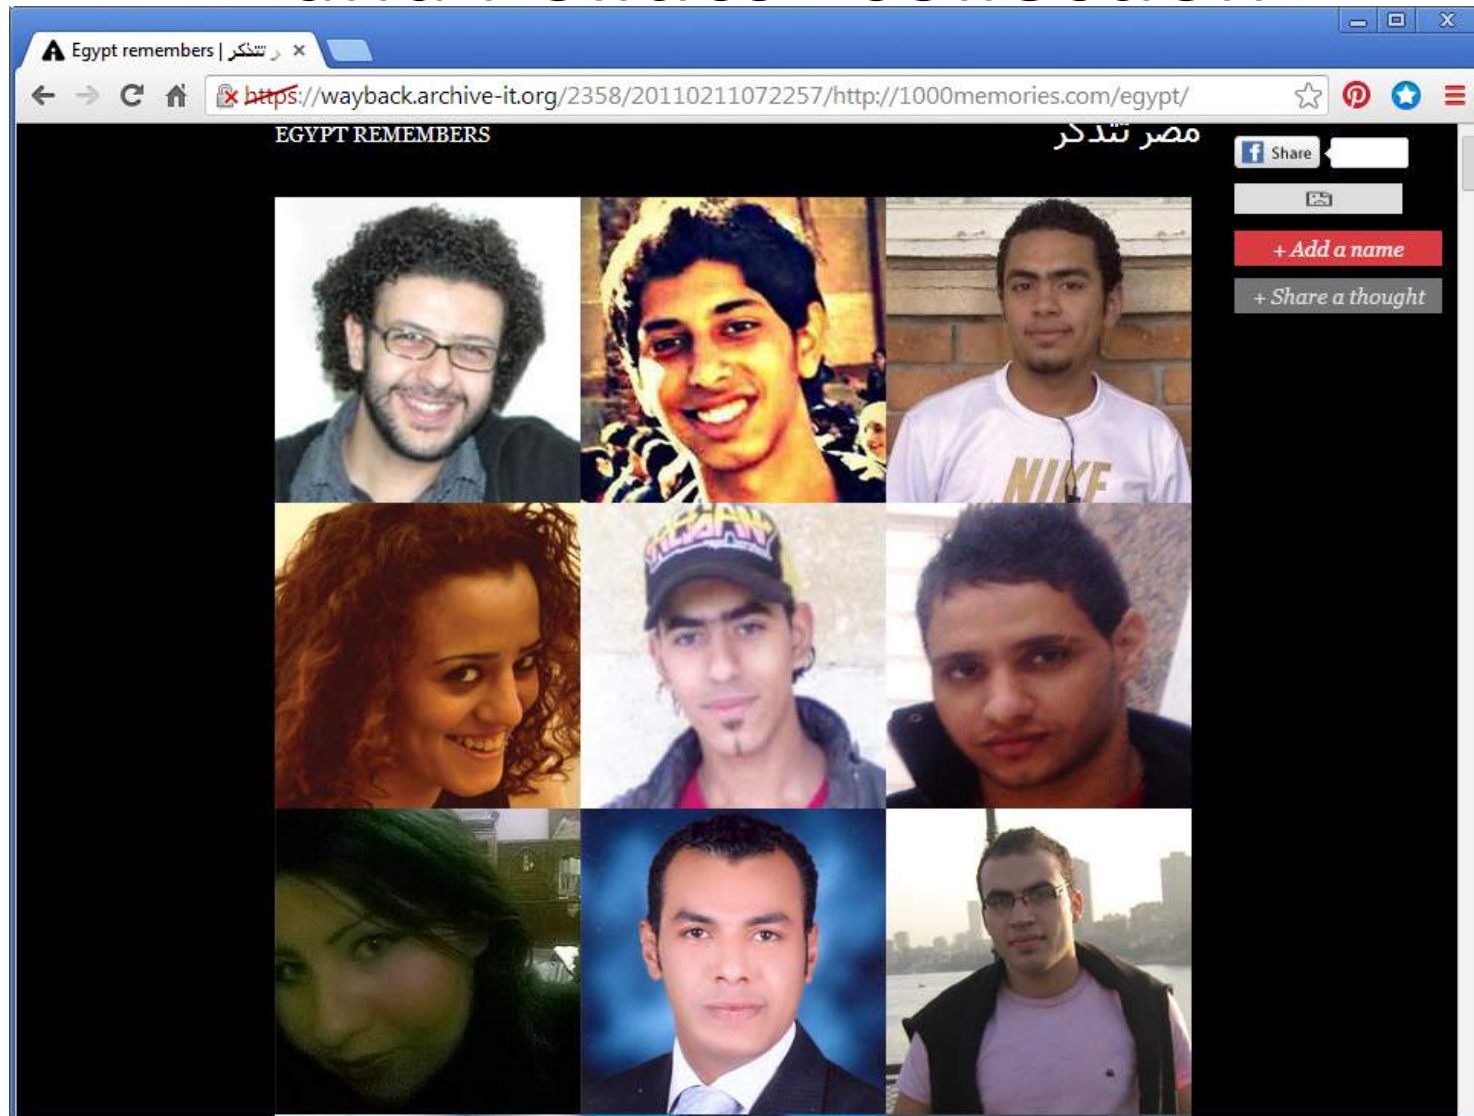 Egypt remembers | تتذكر
https://wayback.archive-it.org/2358/20110211072257/http://1000memories.com/egypt/
EGYPT REMEMBERS
مصر تتذكر
Share
+ Add a name
+ Share a thought
NIKE